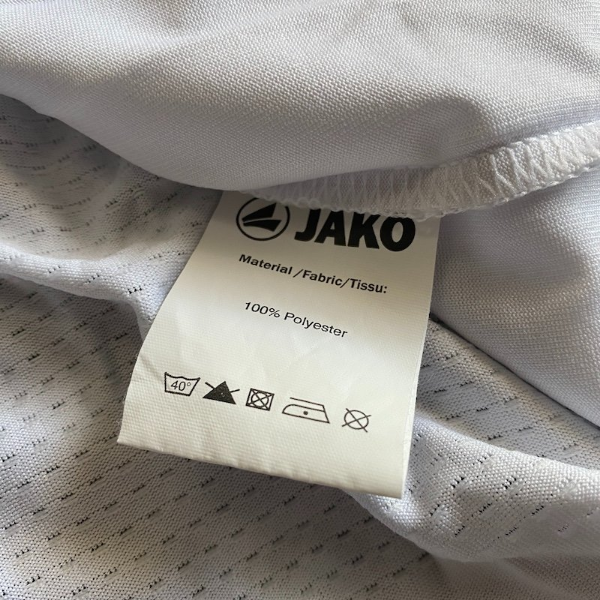 JAKO
Material /Fabric/Tissu:
100% Polyester
40°